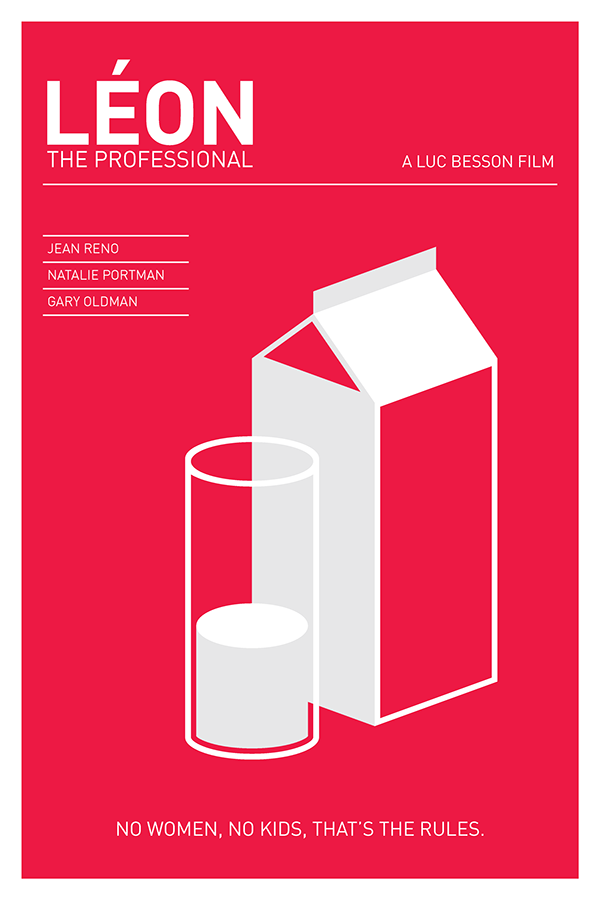 LÉON
THE PROFESSIONAL
A LUC BESSON FILM
JEAN RENO
NATALIE PORTMAN
GARY OLDMAN
NO WOMEN, NO KIDS, THAT'S THE RULES.